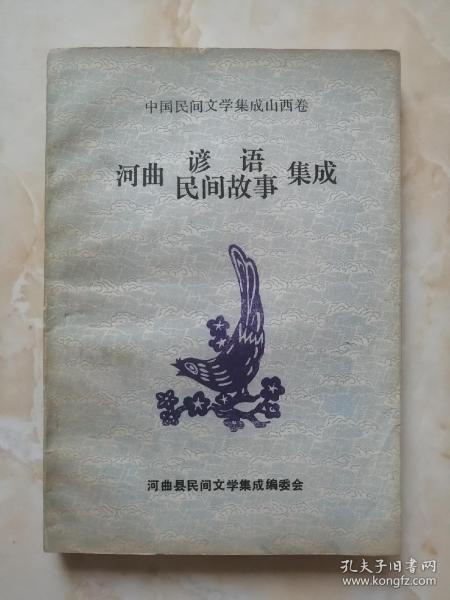 中国民间文学集成山西卷
河曲 谚语 集成
民间故事
河曲县民间文学集成编委会
孔夫子旧书网
www.kongfz.com